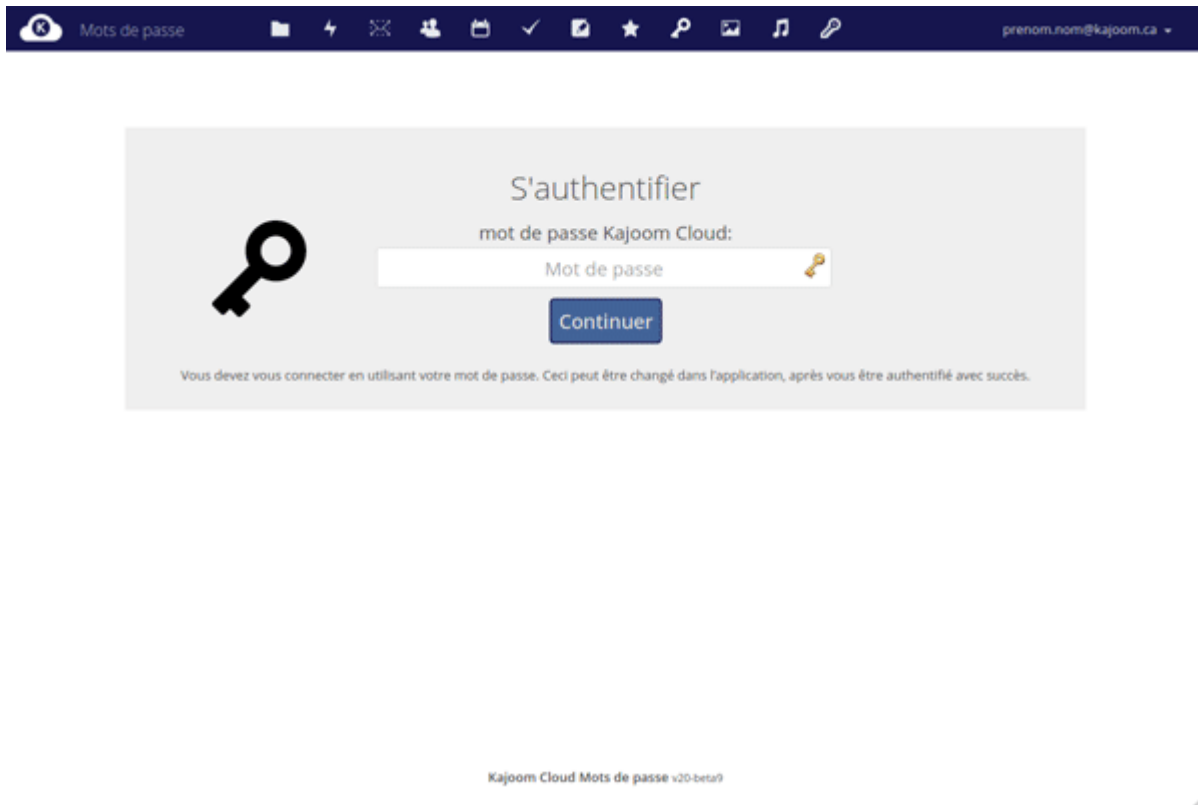 K
Mots de passe
prenom.nom@kajoom.ca
S'authentifier
mot de passe Kajoom Cloud:
Mot de passe
Continuer
Vous devez vous connecter en utilisant votre mot de passe. Ceci peut être changé dans l'application, après vous être authentifié avec succès.
Kajoom Cloud Mots de passe v20-beta9